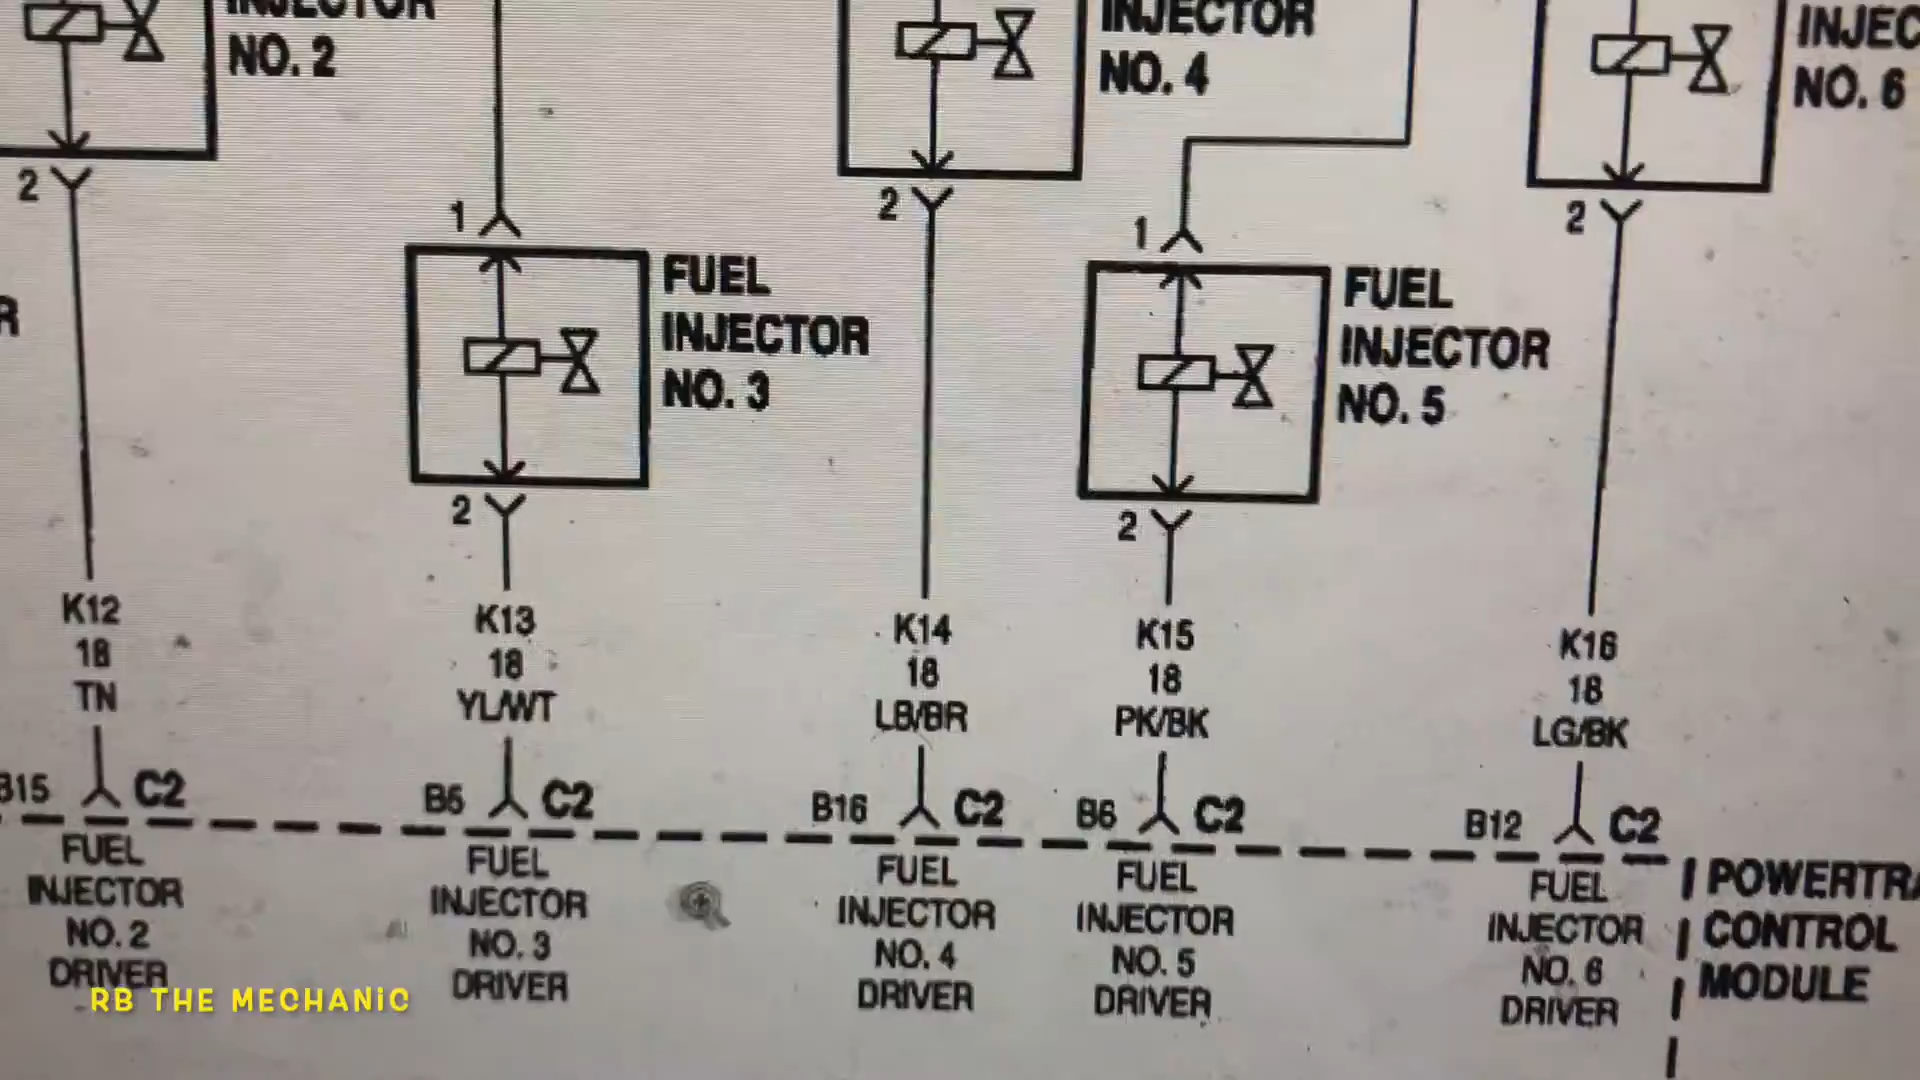 INJECTOR
NO. 2
INJECTOR
NO. 4
NO. 6
2
1
2
1
2
FUEL
INJECTOR
NO. 3
FUEL
INJECTOR
NO. 5
2
2
K12
18
TN
K13
18
YL/WT
K14
18
LB/BR
K15
18
PK/BK
K16
18
LG/BK
B15
C2
B5
C2
B16
C2
B6
C2
B12
C2
FUEL
INJECTOR
NO. 2
DRIVER
FUEL
INJECTOR
NO. 3
DRIVER
FUEL
INJECTOR
NO. 4
DRIVER
FUEL
INJECTOR
NO. 5
DRIVER
FUEL
INJECTOR
NO. 6
DRIVER
CONTROL
MODULE
RB THE MECHANIC